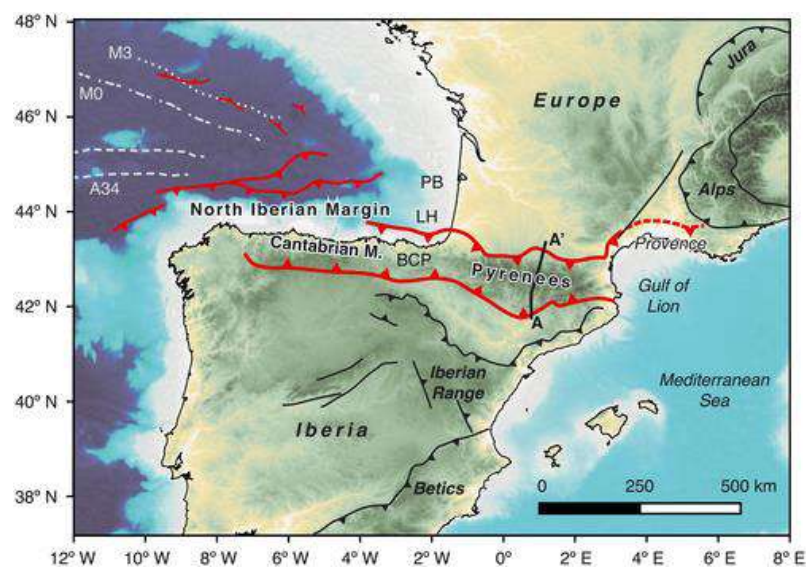 48° N
46° N
44° N
42° N
40° N
38° N
M3
M0
A34
Jura
Europe
Alps
PB
LH
North Iberian Margin
Cantabrian M.
BCP
A'
Pyrenees
A
Provence
Gulf of
Lion
Iberian
Range
Mediterranean
Sea
Iberia
Betics
0
250
500 km
12° W
10° W
8° W
6° W
4° W
2° W
0°
2° E
4° E
6° E
8° E